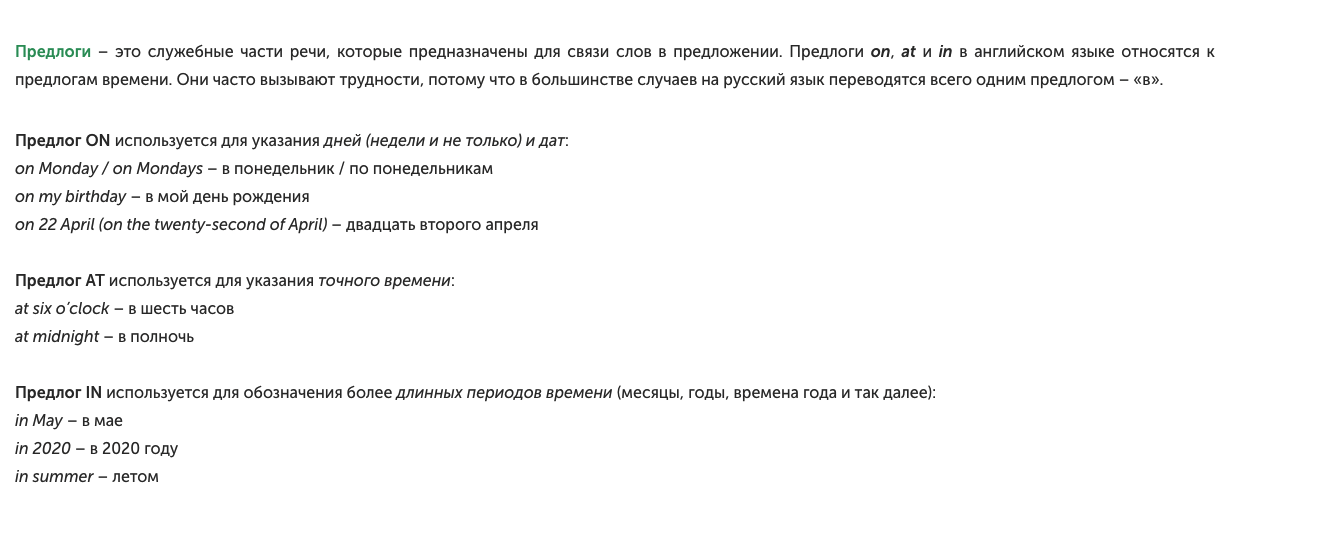 Предлоги – это служебные части речи, которые предназначены для связи слов в предложении. Предлоги on, at и in в английском языке относятся к
предлогам времени. Они часто вызывают трудности, потому что в большинстве случаев на русский язык переводятся всего одним предлогом – «в».
Предлог ON используется для указания дней (недели и не только) и дат:
on Monday / on Mondays – в понедельник / по понедельникам
on my birthday – в мой день рождения
on 22 April (on the twenty-second of April) – двадцать второго апреля
Предлог AT используется для указания точного времени:
at six o’clock – в шесть часов
at midnight – в полночь
Предлог IN используется для обозначения более длинных периодов времени (месяцы, годы, времена года и так далее):
in May – в мае
in 2020 – в 2020 году
in summer – летом